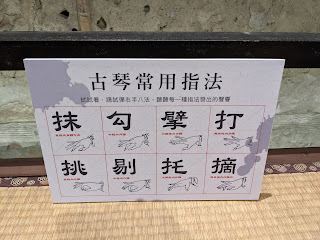 古琴常用指法
試試看，請試彈右手八法，聽聽每一種指法發出的聲響
抹 勾 擘 打
挑 剔 托 摘